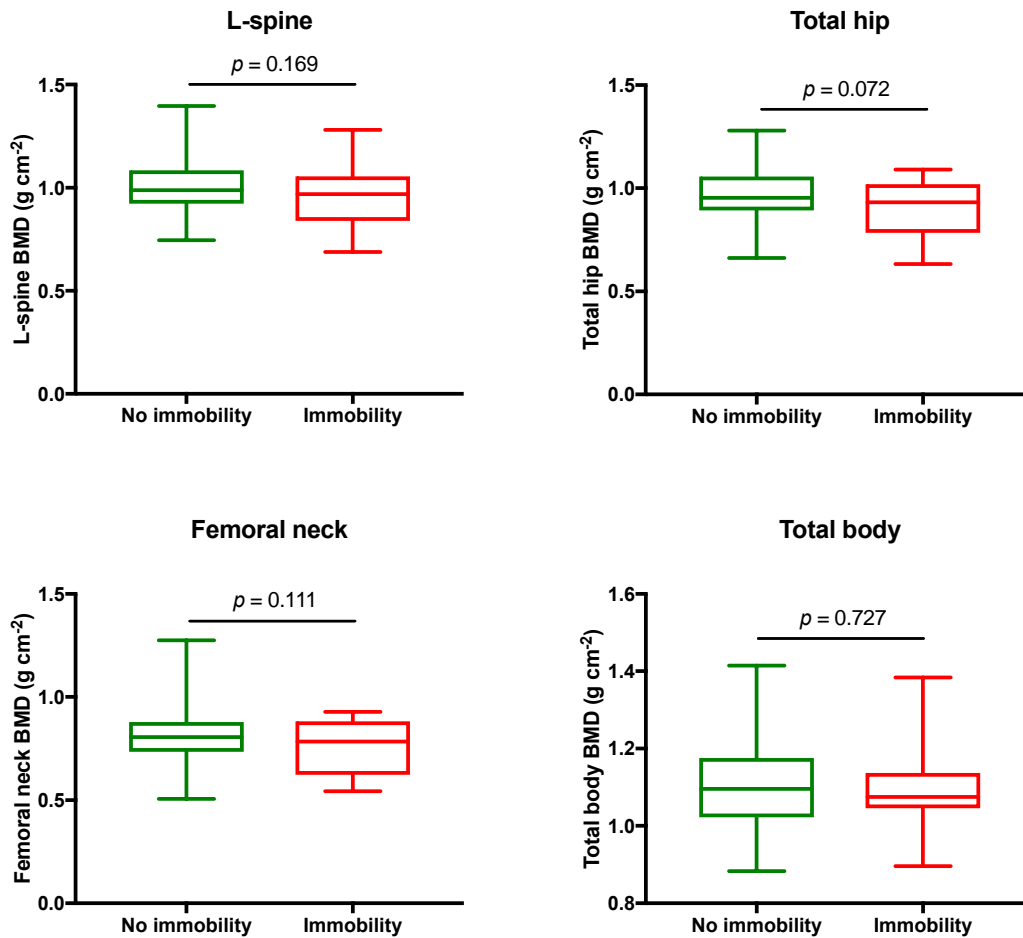 L-spine
p = 0.169
L-spine BMD (g cm-2)
1.5
1.0
0.5
0.0
No immobility Immobility
Total hip
p = 0.072
Total hip BMD (g cm-2)
1.5
1.0
0.5
0.0
No immobility Immobility
Femoral neck
p = 0.111
Femoral neck BMD (g cm-2)
1.5
1.0
0.5
0.0
No immobility Immobility
Total body
p = 0.727
Total body BMD (g cm-2)
1.6
1.4
1.2
1.0
0.8
No immobility Immobility